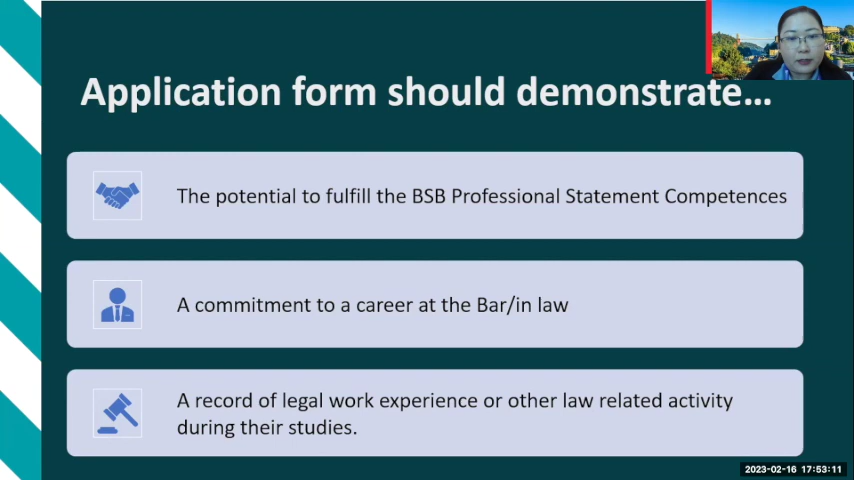 Application form should demonstrate...
The potential to fulfill the BSB Professional Statement Competences
A commitment to a career at the Bar/in law
A record of legal work experience or other law related activity
during their studies.
2023-02-16 17:53:11